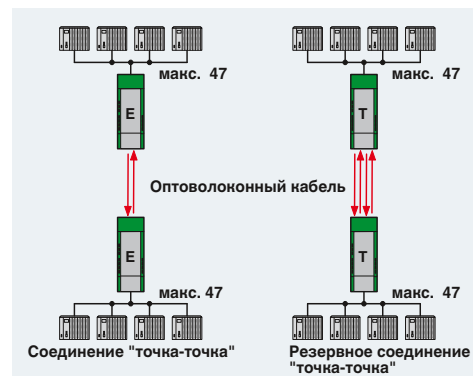 макс. 47
макс. 47
E
T
Оптоволоконный кабель
E
T
макс. 47
макс. 47
Соединение "точка-точка"
Резервное соединение
"точка-точка"